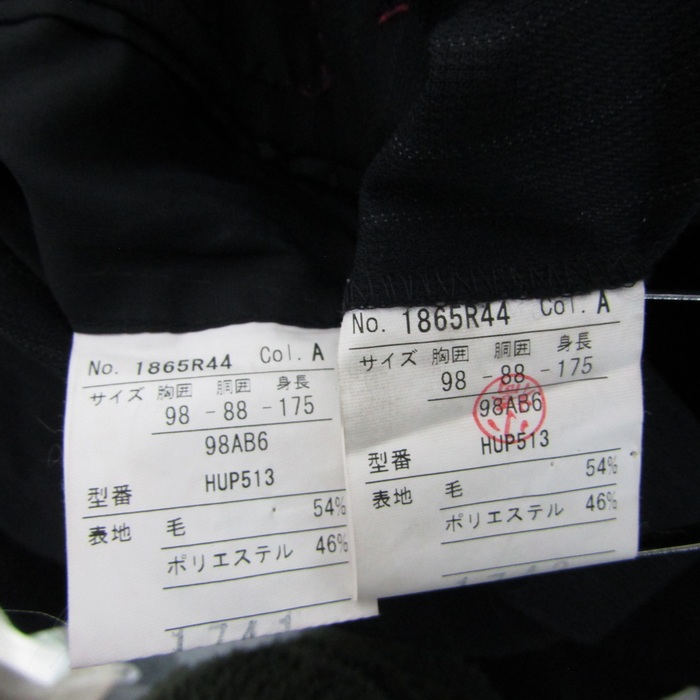 No. 1865R44 Col. A
サイズ 胸囲 胴囲 身長
98 - 88 - 175
98AB6
型番 HUP513
表地 毛 54%
ポリエステル 46%
1741
No. 1865R44 Col. A
サイズ 胸囲 胴囲 身長
98 - 88 - 175
98AB6
型番 HUP513
表地 毛 54%
ポリエステル 46%